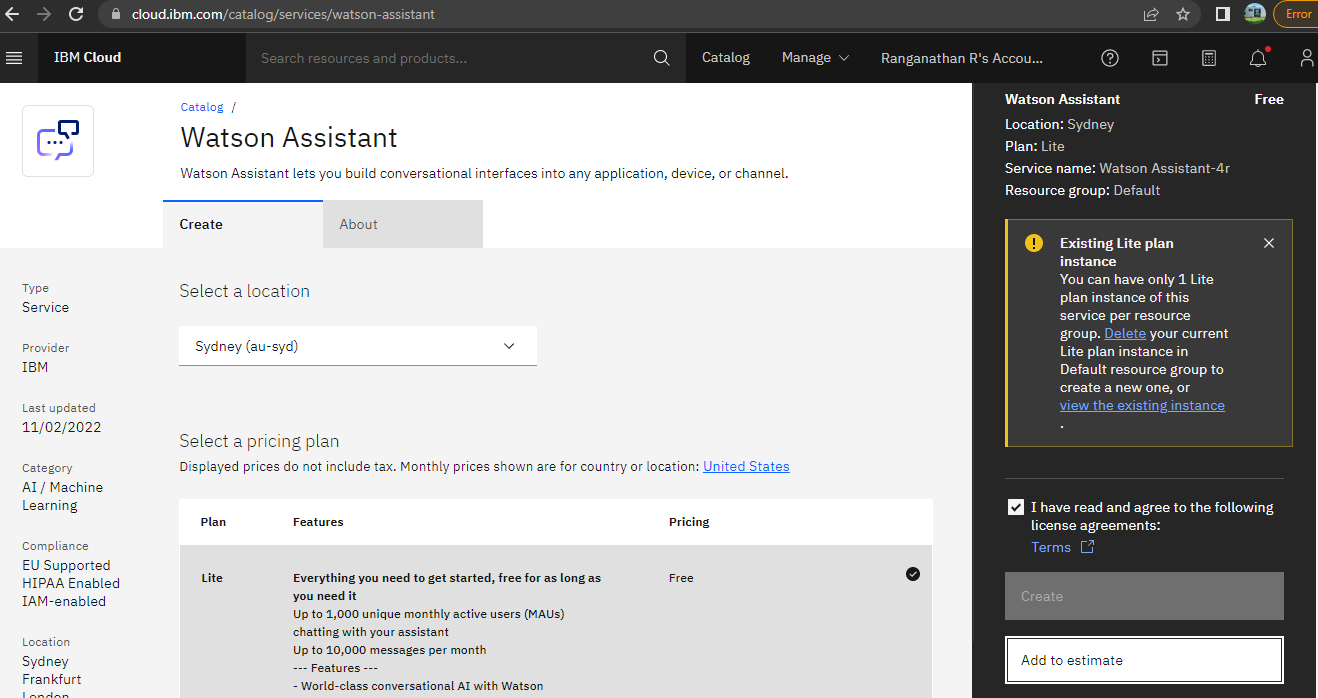 cloud.ibm.com/catalog/services/watson-assistant
Error
IBM Cloud
Search resources and products...
Catalog
Manage
Ranganathan R's Accou...
Catalog /
Watson Assistant
Watson Assistant lets you build conversational interfaces into any application, device, or channel.
Create
About
Type
Service
Provider
IBM
Last updated
11/02/2022
Category
AI / Machine
Learning
Compliance
EU Supported
HIPAA Enabled
IAM-enabled
Location
Sydney
Frankfurt
London
Select a location
Sydney (au-syd)
Select a pricing plan
Displayed prices do not include tax. Monthly prices shown are for country or location: United States
Plan Features Pricing
Lite
Everything you need to get started, free for as long as
you need it
Up to 1,000 unique monthly active users (MAUs)
chatting with your assistant
Up to 10,000 messages per month
--- Features ---
- World-class conversational AI with Watson
Free
Watson Assistant Free
Location: Sydney
Plan: Lite
Service name: Watson Assistant-4r
Resource group: Default
Existing Lite plan
instance
You can have only 1 Lite
plan instance of this
service per resource
group. Delete your current
Lite plan instance in
Default resource group to
create a new one, or
view the existing instance
.
I have read and agree to the following
license agreements:
Terms
Create
Add to estimate